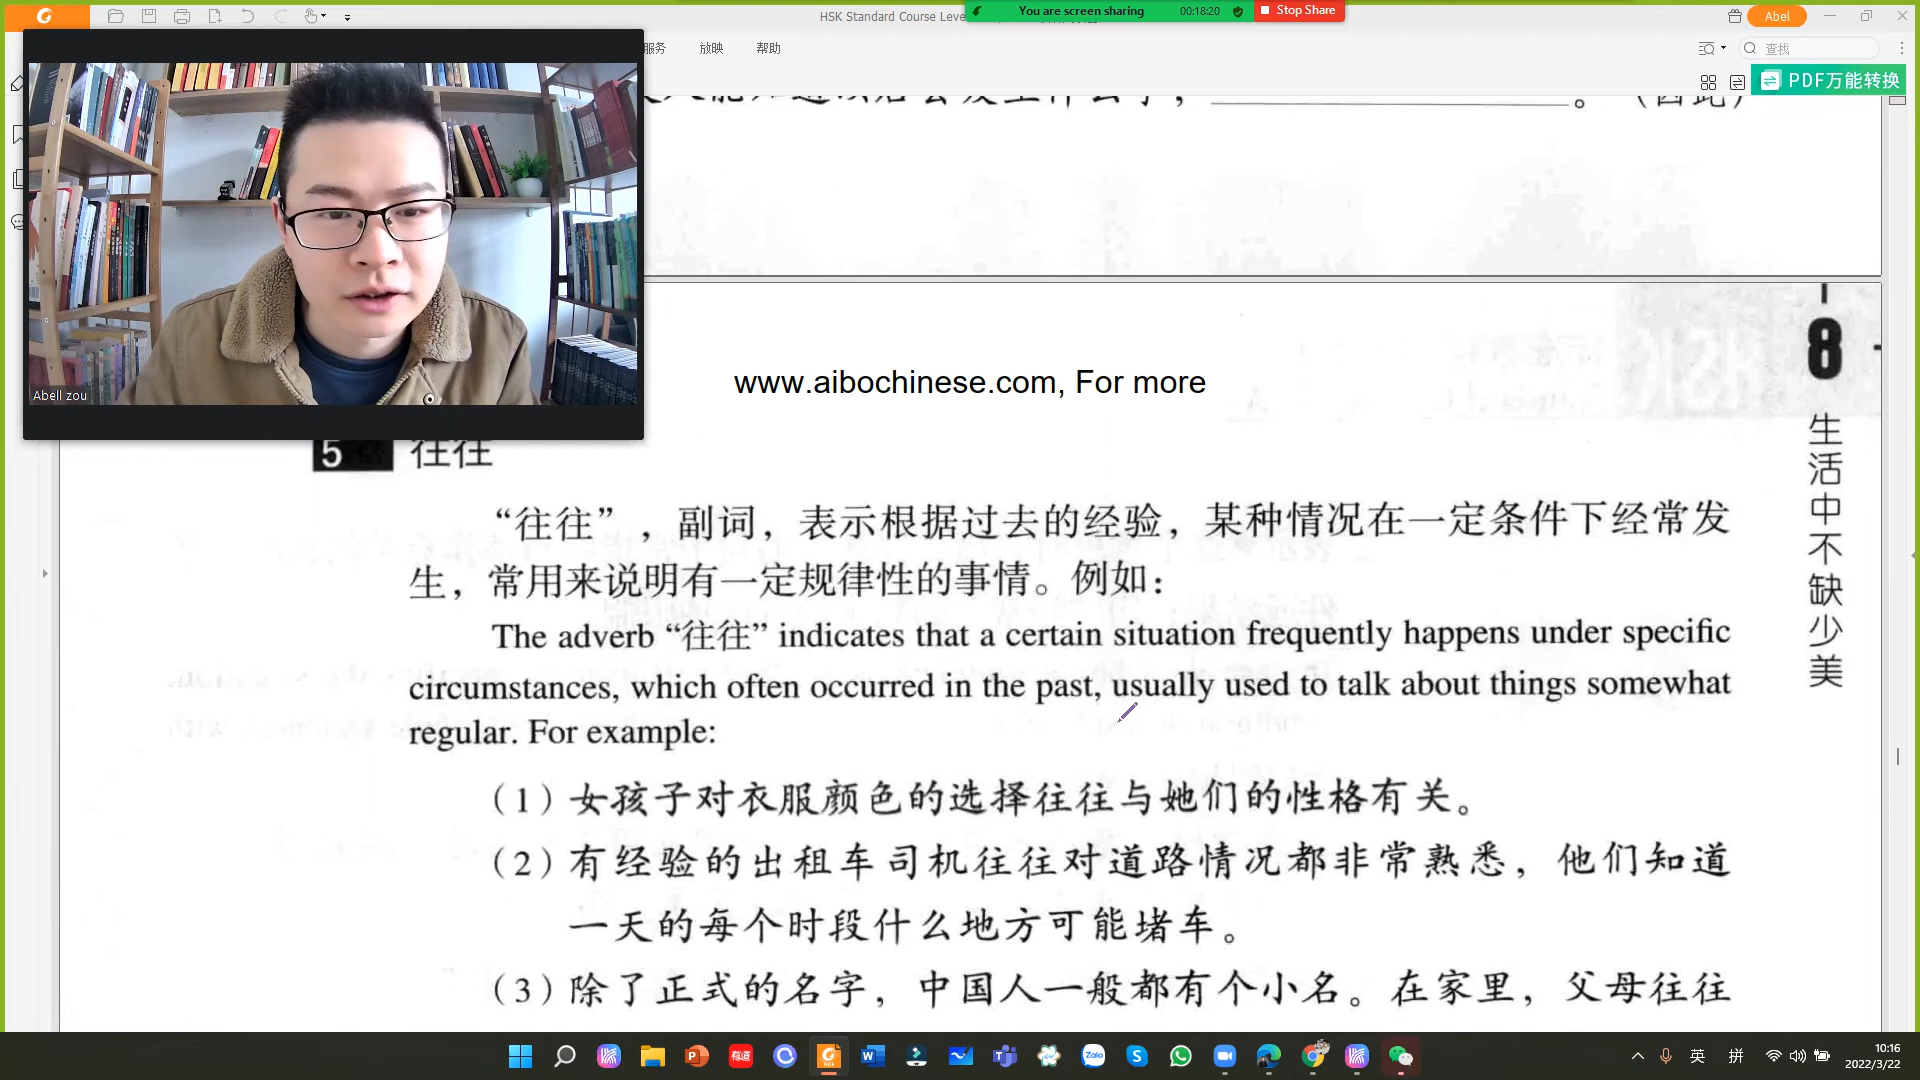 HSK Standard Course Leve
You are screen sharing
00:18:20
Stop Share
Abel
服务
放映
帮助
查找
PDF万能转换
。（因此）
Abell zou
www.aibochinese.com, For more
8
生活中不缺少美
5 往往
“往往”，副词，表示根据过去的经验，某种情况在一定条件下经常发
生，常用来说明有一定规律性的事情。例如：
The adverb “往往” indicates that a certain situation frequently happens under specific
circumstances, which often occurred in the past, usually used to talk about things somewhat
regular. For example:
（1）女孩子对衣服颜色的选择往往与她们的性格有关。
（2）有经验的出租车司机往往对道路情况都非常熟悉，他们知道
一天的每个时段什么地方可能堵车。
（3）除了正式的名字，中国人一般都有个小名。在家里，父母往往
有道
Zalo
英
拼
10:16
2022/3/22